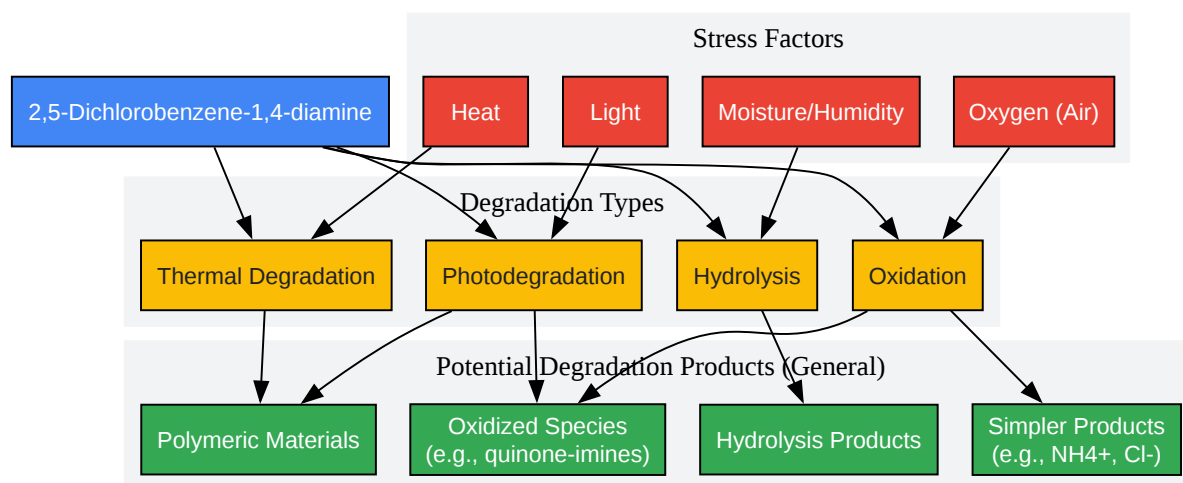 Stress Factors
2,5-Dichlorobenzene-1,4-diamine
Heat
Light
Moisture/Humidity
Oxygen (Air)
Degradation Types
Thermal Degradation
Photodegradation
Hydrolysis
Oxidation
Potential Degradation Products (General)
Polymeric Materials
Oxidized Species
(e.g., quinone-imines)
Hydrolysis Products
Simpler Products
(e.g., NH4+, Cl-)